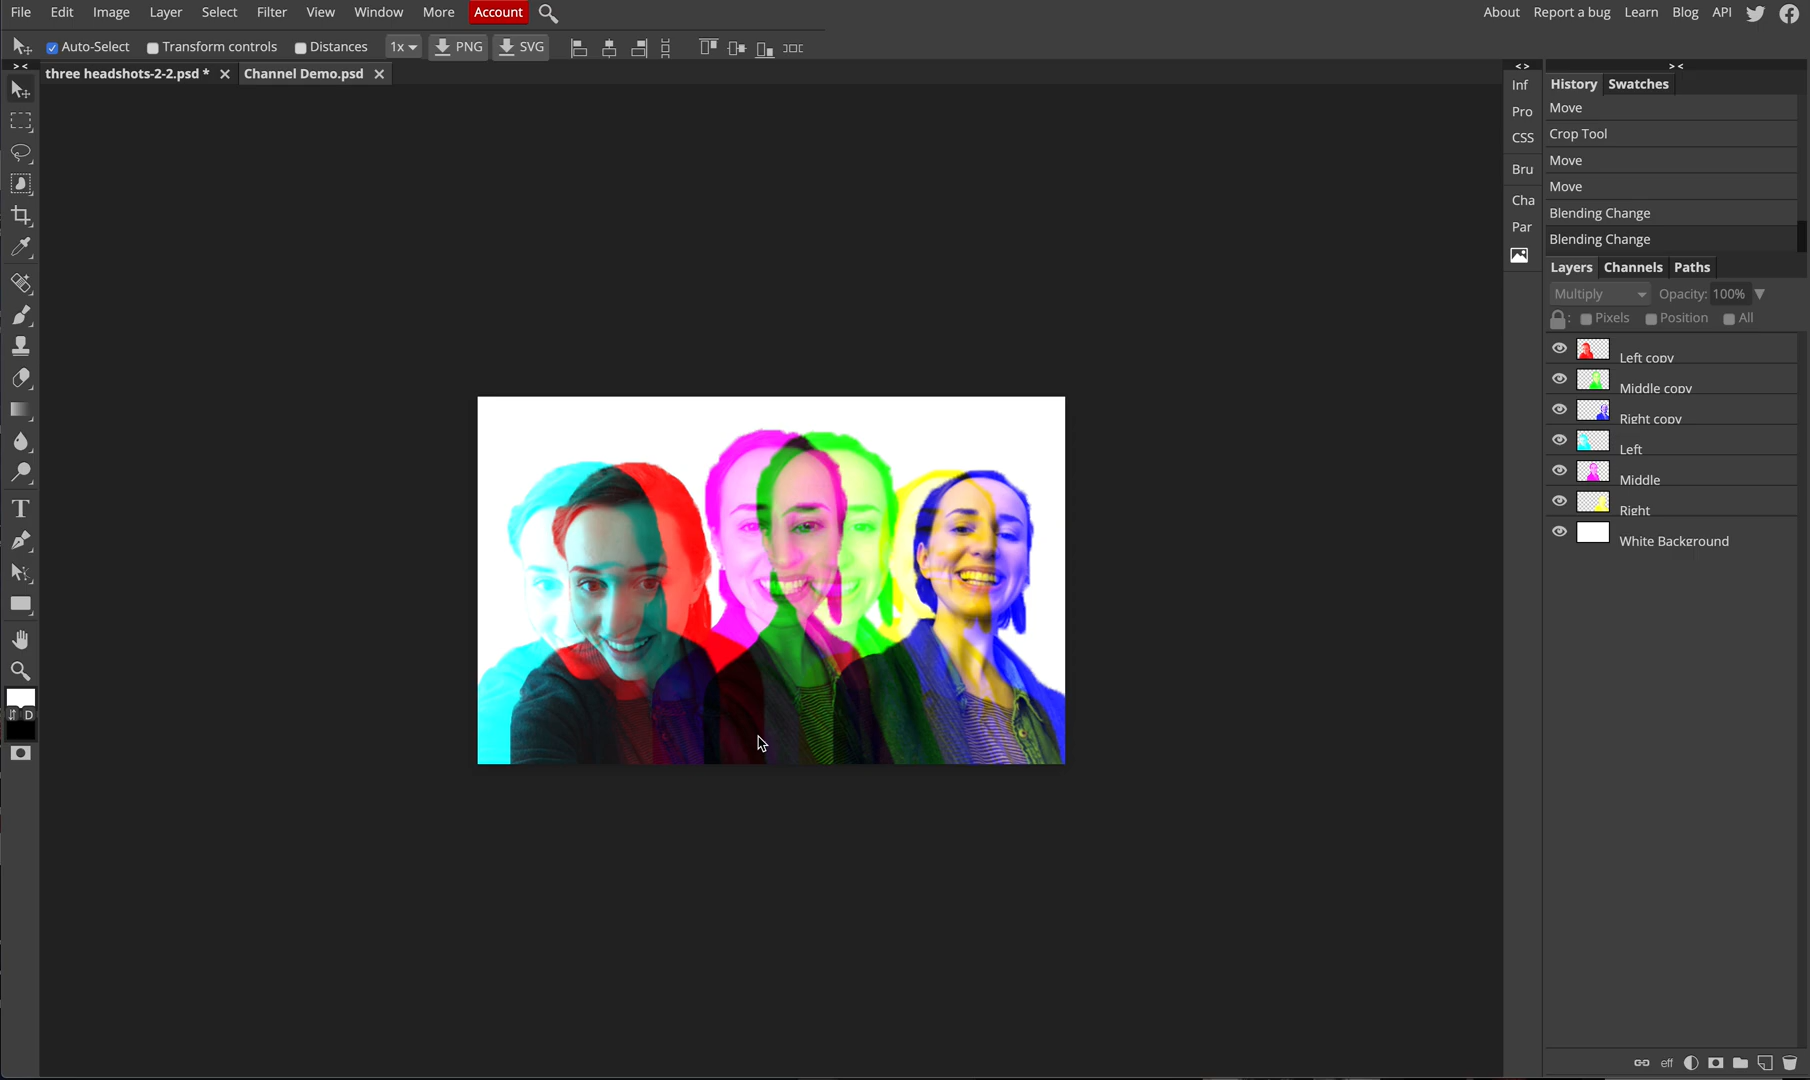 File Edit Image Layer Select Filter View Window More Account About Report a bug Learn Blog API
Auto-Select Transform controls Distances 1x PNG SVG
three headshots-2-2.psd * Channel Demo.psd
Inf
Pro
CSS
Bru
Cha
Par
History Swatches
Move
Crop Tool
Move
Move
Blending Change
Blending Change
Layers Channels Paths
Multiply Opacity: 100%
: Pixels Position All
Left copy
Middle copy
Right copy
Left
Middle
Right
White Background
T
D
eff